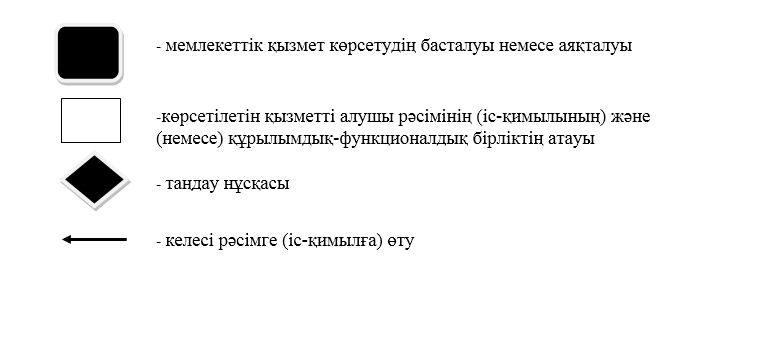 - мемлекеттік қызмет көрсетудің басталуы немесе аяқталуы
-көрсетілетін қызметті алушы рәсімінің (іс-қимылының) және
(немесе) құрылымдық-функционалдық бірліктің атауы
- таңдау нұсқасы
- келесі рәсімге (іс-қимылға) өту